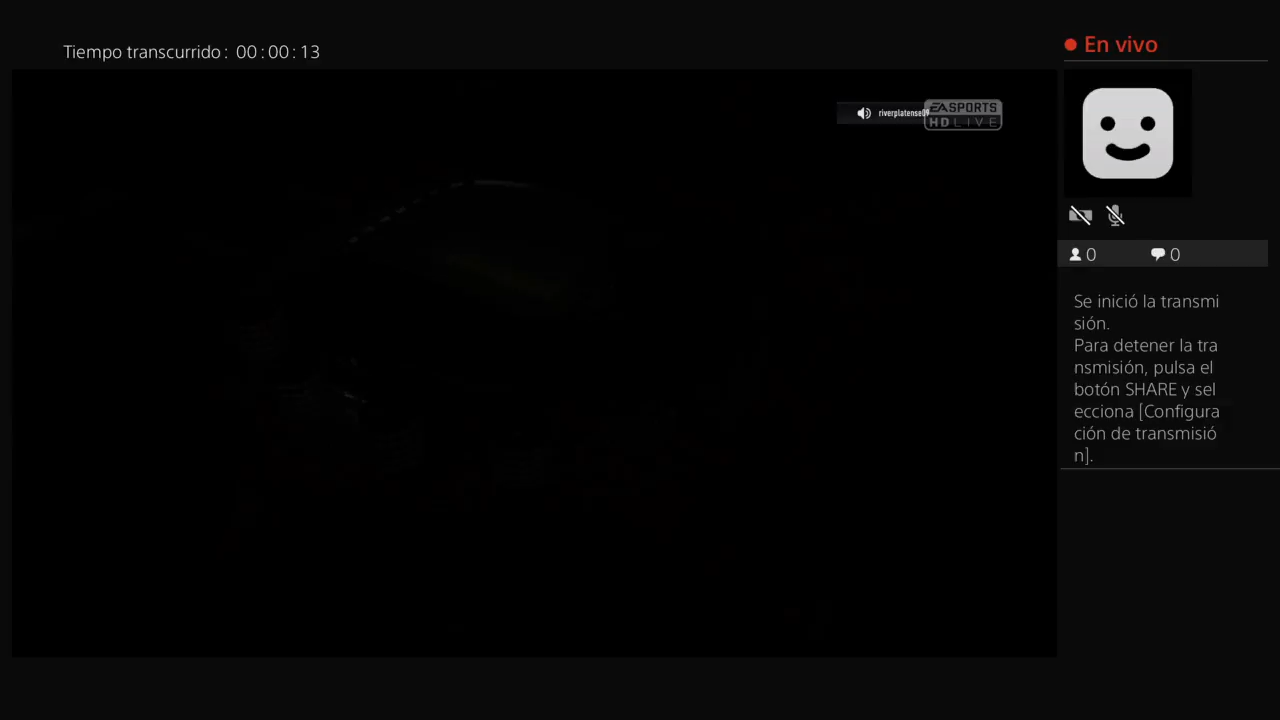 Tiempo transcurrido: 00:00:13
En vivo
riverplatense09
EA SPORTS
HD LIVE
0
0
Se inició la transmi
sión.
Para detener la tra
nsmisión, pulsa el
botón SHARE y sel
ecciona [Configura
ción de transmisió
n].